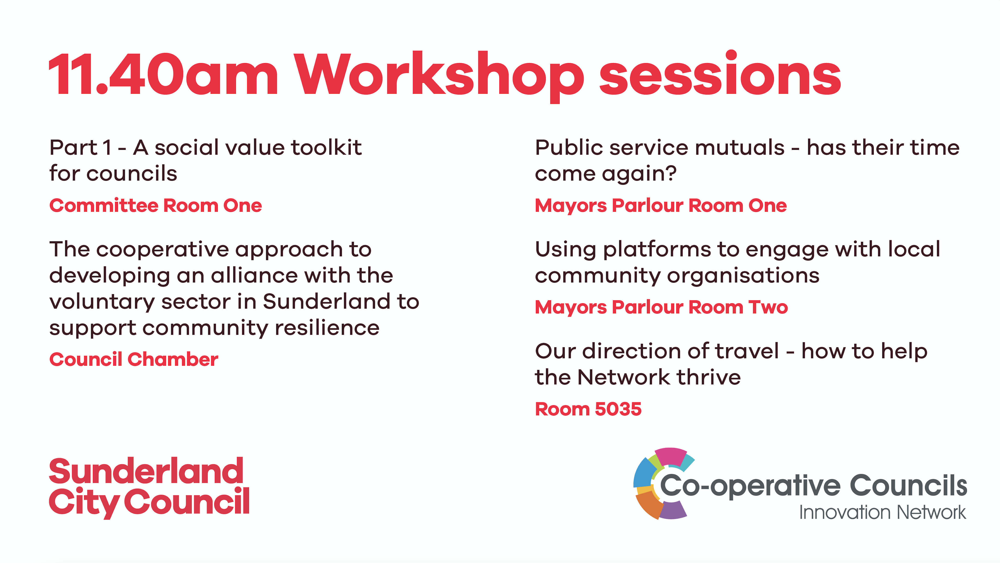 11.40am Workshop sessions
Part 1 - A social value toolkit
for councils
Committee Room One
The cooperative approach to
developing an alliance with the
voluntary sector in Sunderland to
support community resilience
Council Chamber
Public service mutuals - has their time
come again?
Mayors Parlour Room One
Using platforms to engage with local
community organisations
Mayors Parlour Room Two
Our direction of travel - how to help
the Network thrive
Room 5035
Sunderland
City Council
Co-operative Councils
Innovation Network